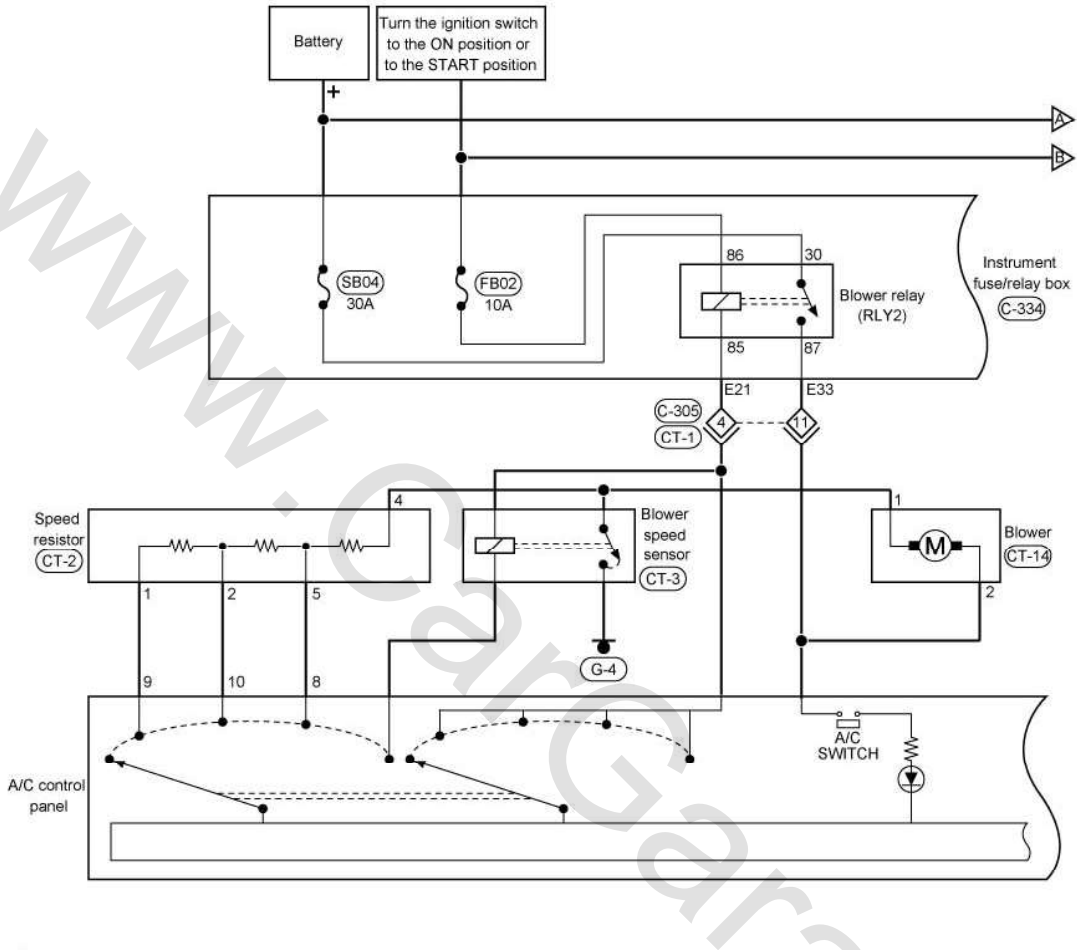 Battery
Turn the ignition switch
to the ON position or
to the START position
+
A
B
SB04
30A
FB02
10A
86
30
Blower relay
(RLY2)
85
87
Instrument
fuse/relay box
C-334
E21
E33
C-305
CT-1
4
11
Speed
resistor
CT-2
4
1
2
5
Blower
speed
sensor
CT-3
G-4
1
M
Blower
CT-14
2
9
10
8
A/C
SWITCH
A/C control
panel
www.CarGara